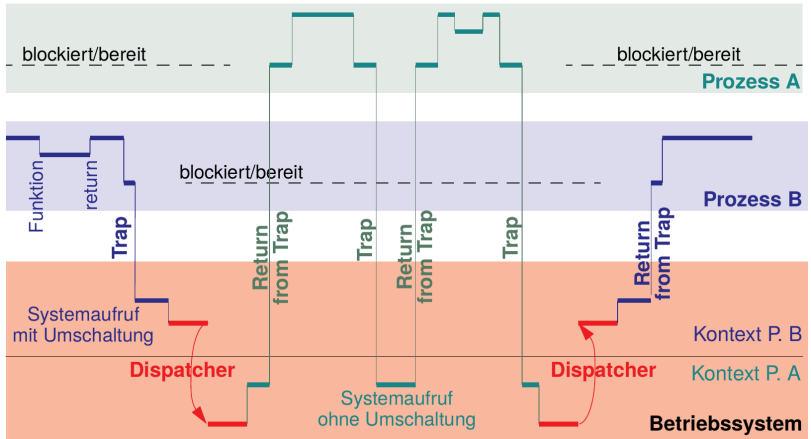 blockiert/bereit
blockiert/bereit
Prozess A
blockiert/bereit
Funktion
return
Prozess B
Trap
Return
from Trap
Trap
Return
from Trap
Trap
Return
from Trap
Systemaufruf
mit Umschaltung
Kontext P. B
Dispatcher
Dispatcher
Kontext P. A
Systemaufruf
ohne Umschaltung
Betriebssystem